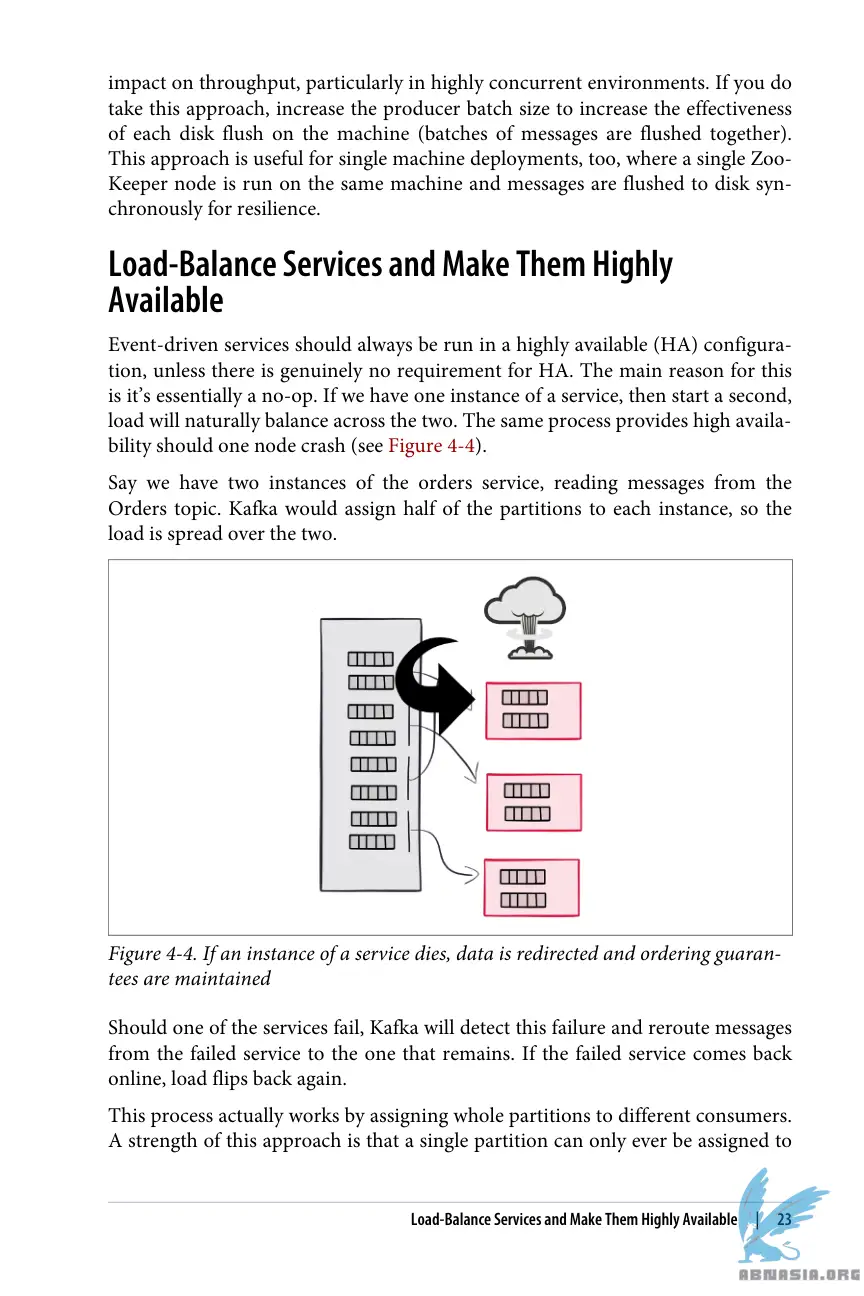 impact on throughput, particularly in highly concurrent environments. If you do
take this approach, increase the producer batch size to increase the effectiveness
of each disk flush on the machine (batches of messages are flushed together).
This approach is useful for single machine deployments, too, where a single Zoo-
Keeper node is run on the same machine and messages are flushed to disk syn-
chronously for resilience.
Load-Balance Services and Make Them Highly
Available
Event-driven services should always be run in a highly available (HA) configura-
tion, unless there is genuinely no requirement for HA. The main reason for this
is it’s essentially a no-op. If we have one instance of a service, then start a second,
load will naturally balance across the two. The same process provides high availa-
bility should one node crash (see Figure 4-4).
Say we have two instances of the orders service, reading messages from the
Orders topic. Kafka would assign half of the partitions to each instance, so the
load is spread over the two.
Figure 4-4. If an instance of a service dies, data is redirected and ordering guaran-
tees are maintained
Should one of the services fail, Kafka will detect this failure and reroute messages
from the failed service to the one that remains. If the failed service comes back
online, load flips back again.
This process actually works by assigning whole partitions to different consumers.
A strength of this approach is that a single partition can only ever be assigned to
Load-Balance Services and Make Them Highly Available | 23
ABNASIA.ORG